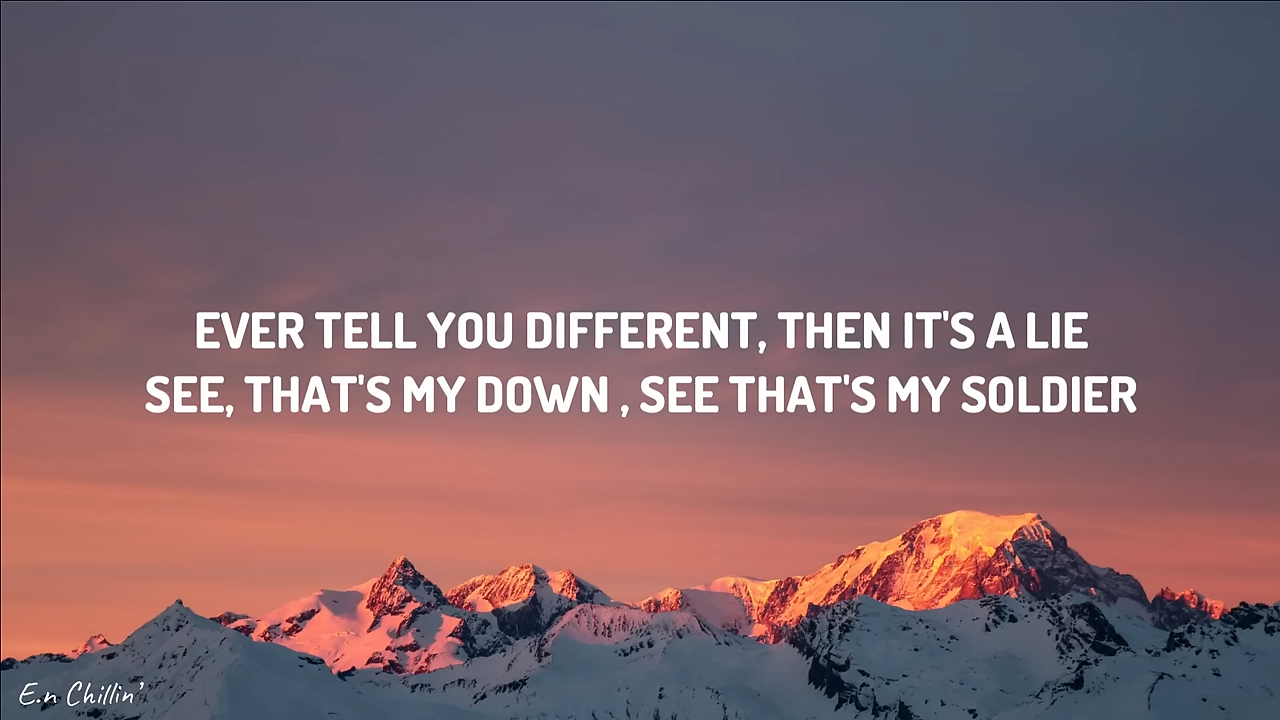 EVER TELL YOU DIFFERENT, THEN IT'S A LIE
SEE, THAT'S MY DOWN , SEE THAT'S MY SOLDIER
E.n Chillin'